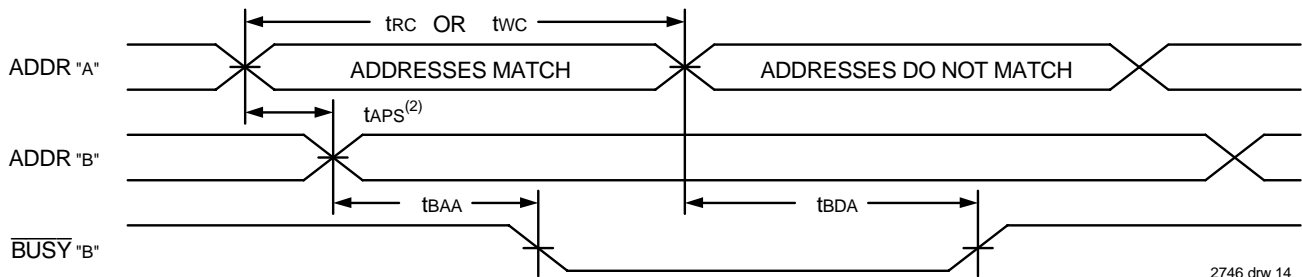 tRC OR tWC
ADDR "A"
ADDRESSES MATCH
ADDRESSES DO NOT MATCH
tAPS(2)
ADDR "B"
tBAA
tBDA
BUSY "B"
2746 drw 14